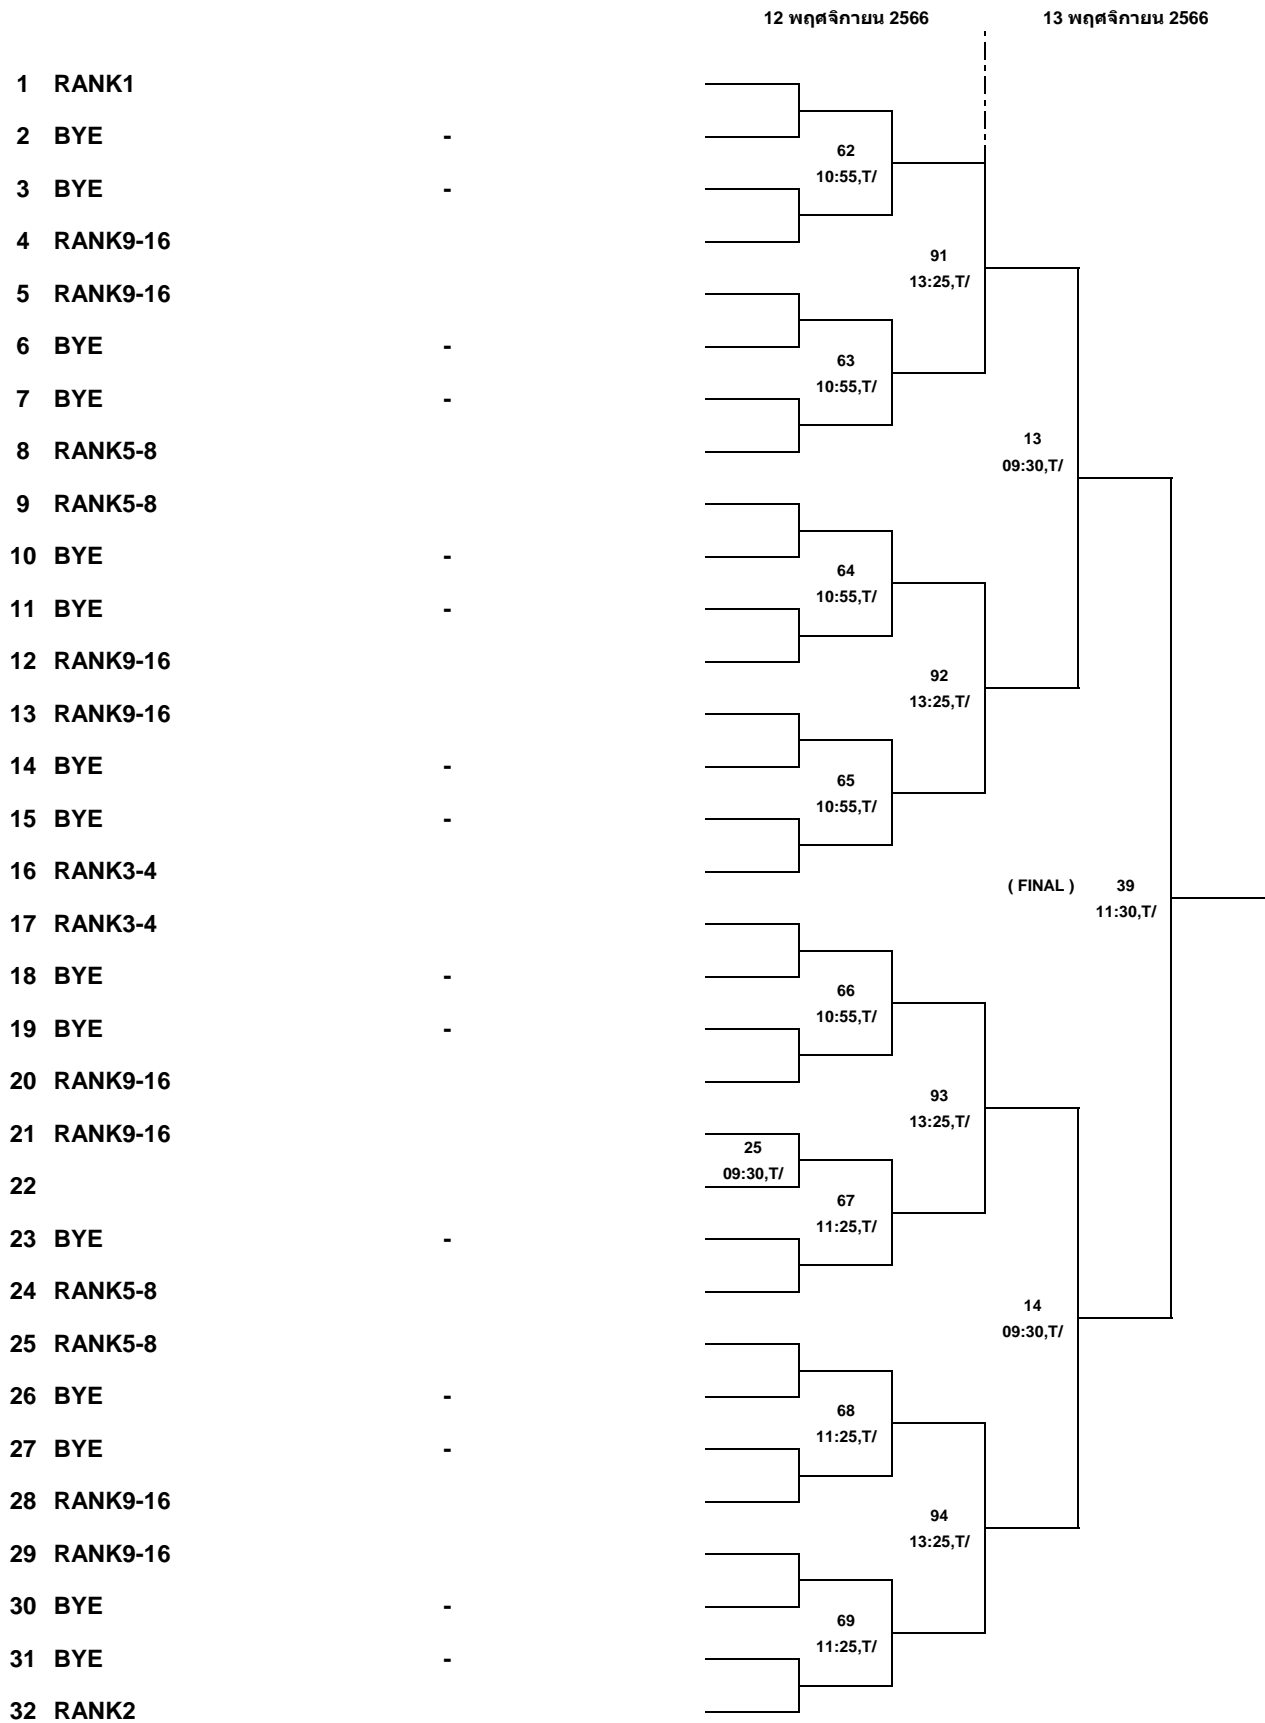 12 พฤศจิกายน 2566 13 พฤศจิกายน 2566
1 RANK1
2 BYE -
62
10:55,T/
3 BYE -
4 RANK9-16
91
13:25,T/
5 RANK9-16
6 BYE -
63
10:55,T/
7 BYE -
8 RANK5-8
13
09:30,T/
9 RANK5-8
10 BYE -
64
10:55,T/
11 BYE -
12 RANK9-16
92
13:25,T/
13 RANK9-16
14 BYE -
65
10:55,T/
15 BYE -
16 RANK3-4
( FINAL ) 39
11:30,T/
17 RANK3-4
18 BYE -
66
10:55,T/
19 BYE -
20 RANK9-16
93
13:25,T/
21 RANK9-16
25
09:30,T/
22
67
11:25,T/
23 BYE -
24 RANK5-8
14
09:30,T/
25 RANK5-8
26 BYE -
68
11:25,T/
27 BYE -
28 RANK9-16
94
13:25,T/
29 RANK9-16
30 BYE -
69
11:25,T/
31 BYE -
32 RANK2